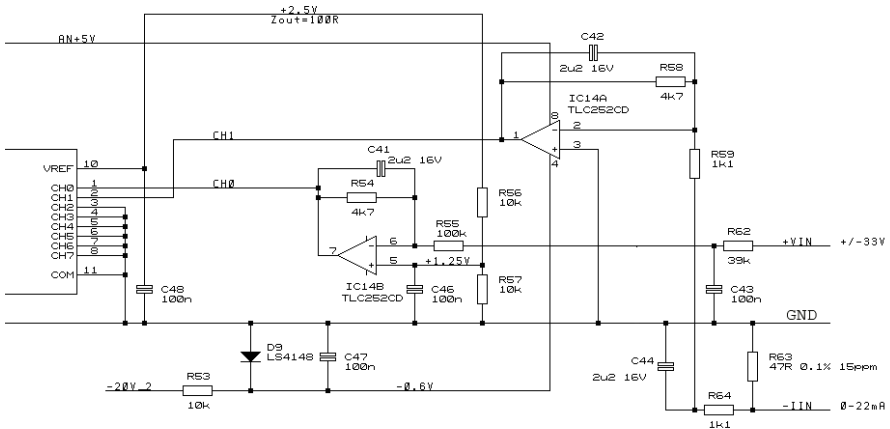 +2.5V
Zout=100R
AN+5V
C42
2u2 16V
R58
4k7
IC14A
TLC252CD
8
2
1
3
4
CH1
R59
1k1
C41
2u2 16V
VREF
10
CH0
1
CH1
2
CH2
3
CH3
4
CH4
5
CH5
6
CH6
7
CH7
8
COM
11
CH0
R54
4k7
R56
10k
R55
100k
R62
39k
+VIN
+/-33V
7
6
5
+1.25V
IC14B
TLC252CD
C48
100n
C46
100n
R57
10k
C43
100n
GND
D9
LS4148
C47
100n
C44
2u2 16V
R63
47R 0.1% 15ppm
-20V_2
R53
10k
-0.6V
R64
1k1
-IIN
0-22mA